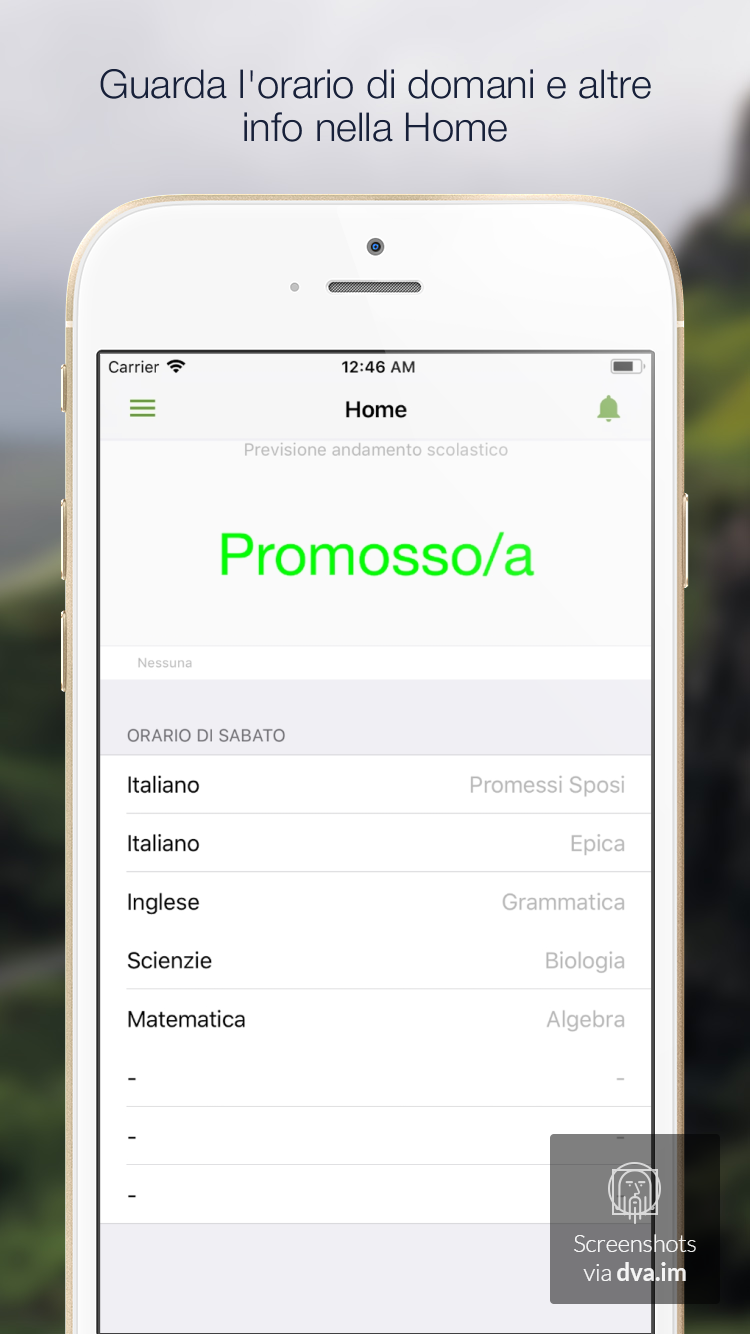 Guarda l'orario di domani e altre
info nella Home
Carrier 12:46 AM
Home
Previsione andamento scolastico
Promosso/a
Nessuna
ORARIO DI SABATO
Italiano Promessi Sposi
Italiano Epica
Inglese Grammatica
Scienzie Biologia
Matematica Algebra
- -
- -
- -
Screenshots
via dva.im